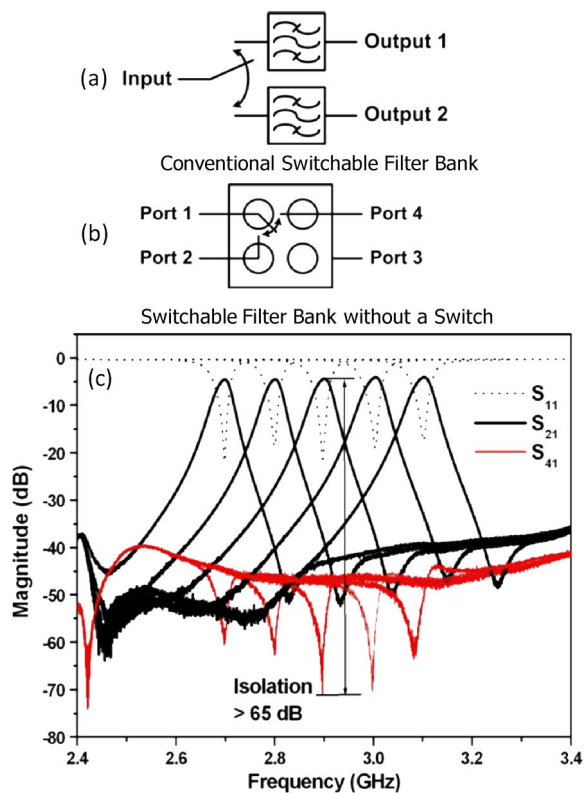 (a) Input
Output 1
Output 2
Conventional Switchable Filter Bank
(b)
Port 1
Port 4
Port 2
Port 3
Switchable Filter Bank without a Switch
(c)
S11
S21
S41
Isolation
> 65 dB
Magnitude (dB)
0
-10
-20
-30
-40
-50
-60
-70
-80
2.4 2.6 2.8 3.0 3.2 3.4
Frequency (GHz)